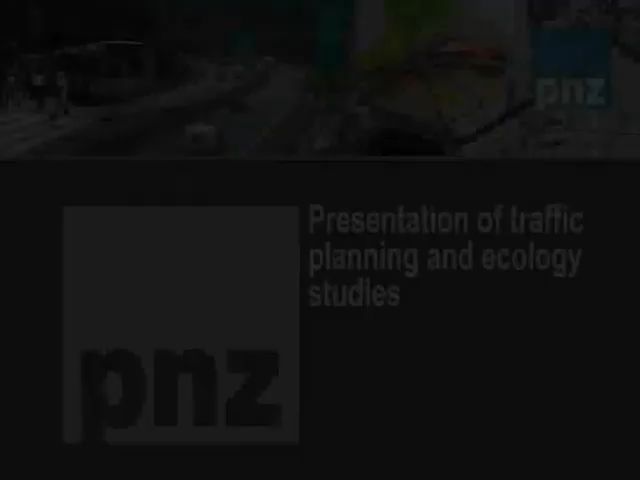 pnz
Presentation of traffic
planning and ecology
studies
pnz